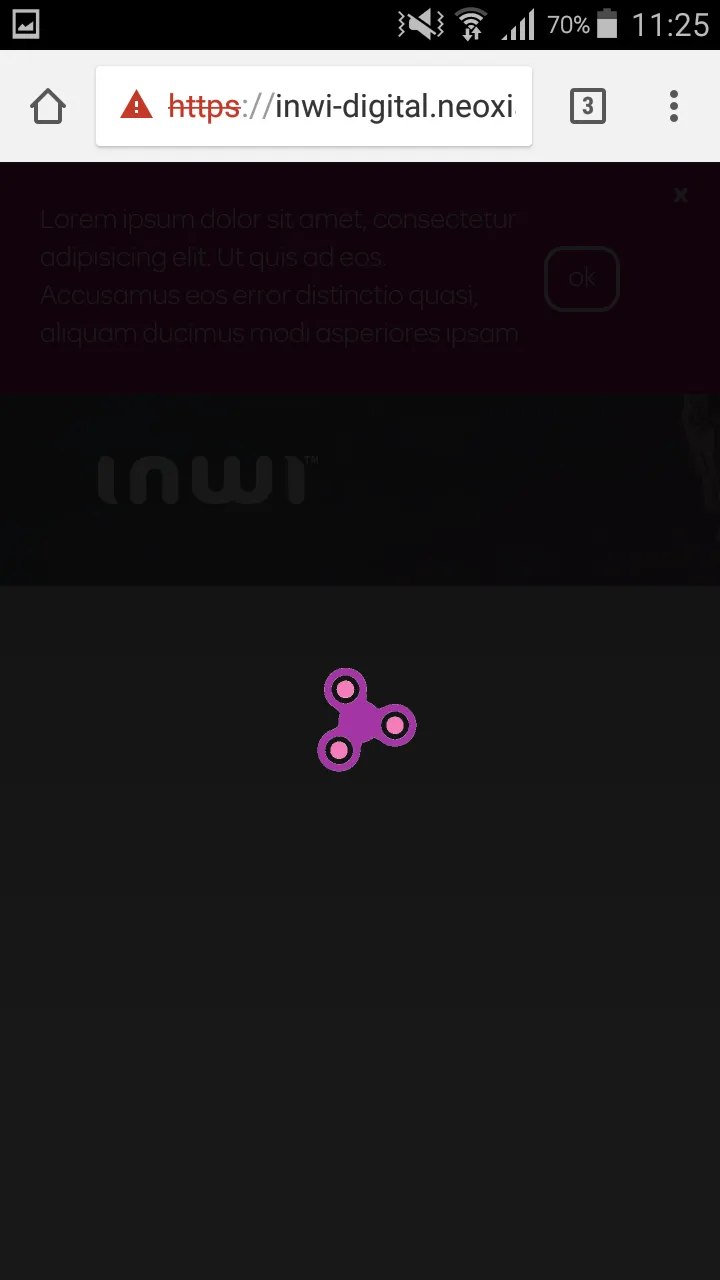 70% 11:25
https://inwi-digital.neoxi
3
Lorem ipsum dolor sit amet, consectetur
adipisicing elit. Ut quis ad eos.
Accusamus eos error distinctio quasi,
aliquam ducimus modi asperiores ipsam
ok
inwi™